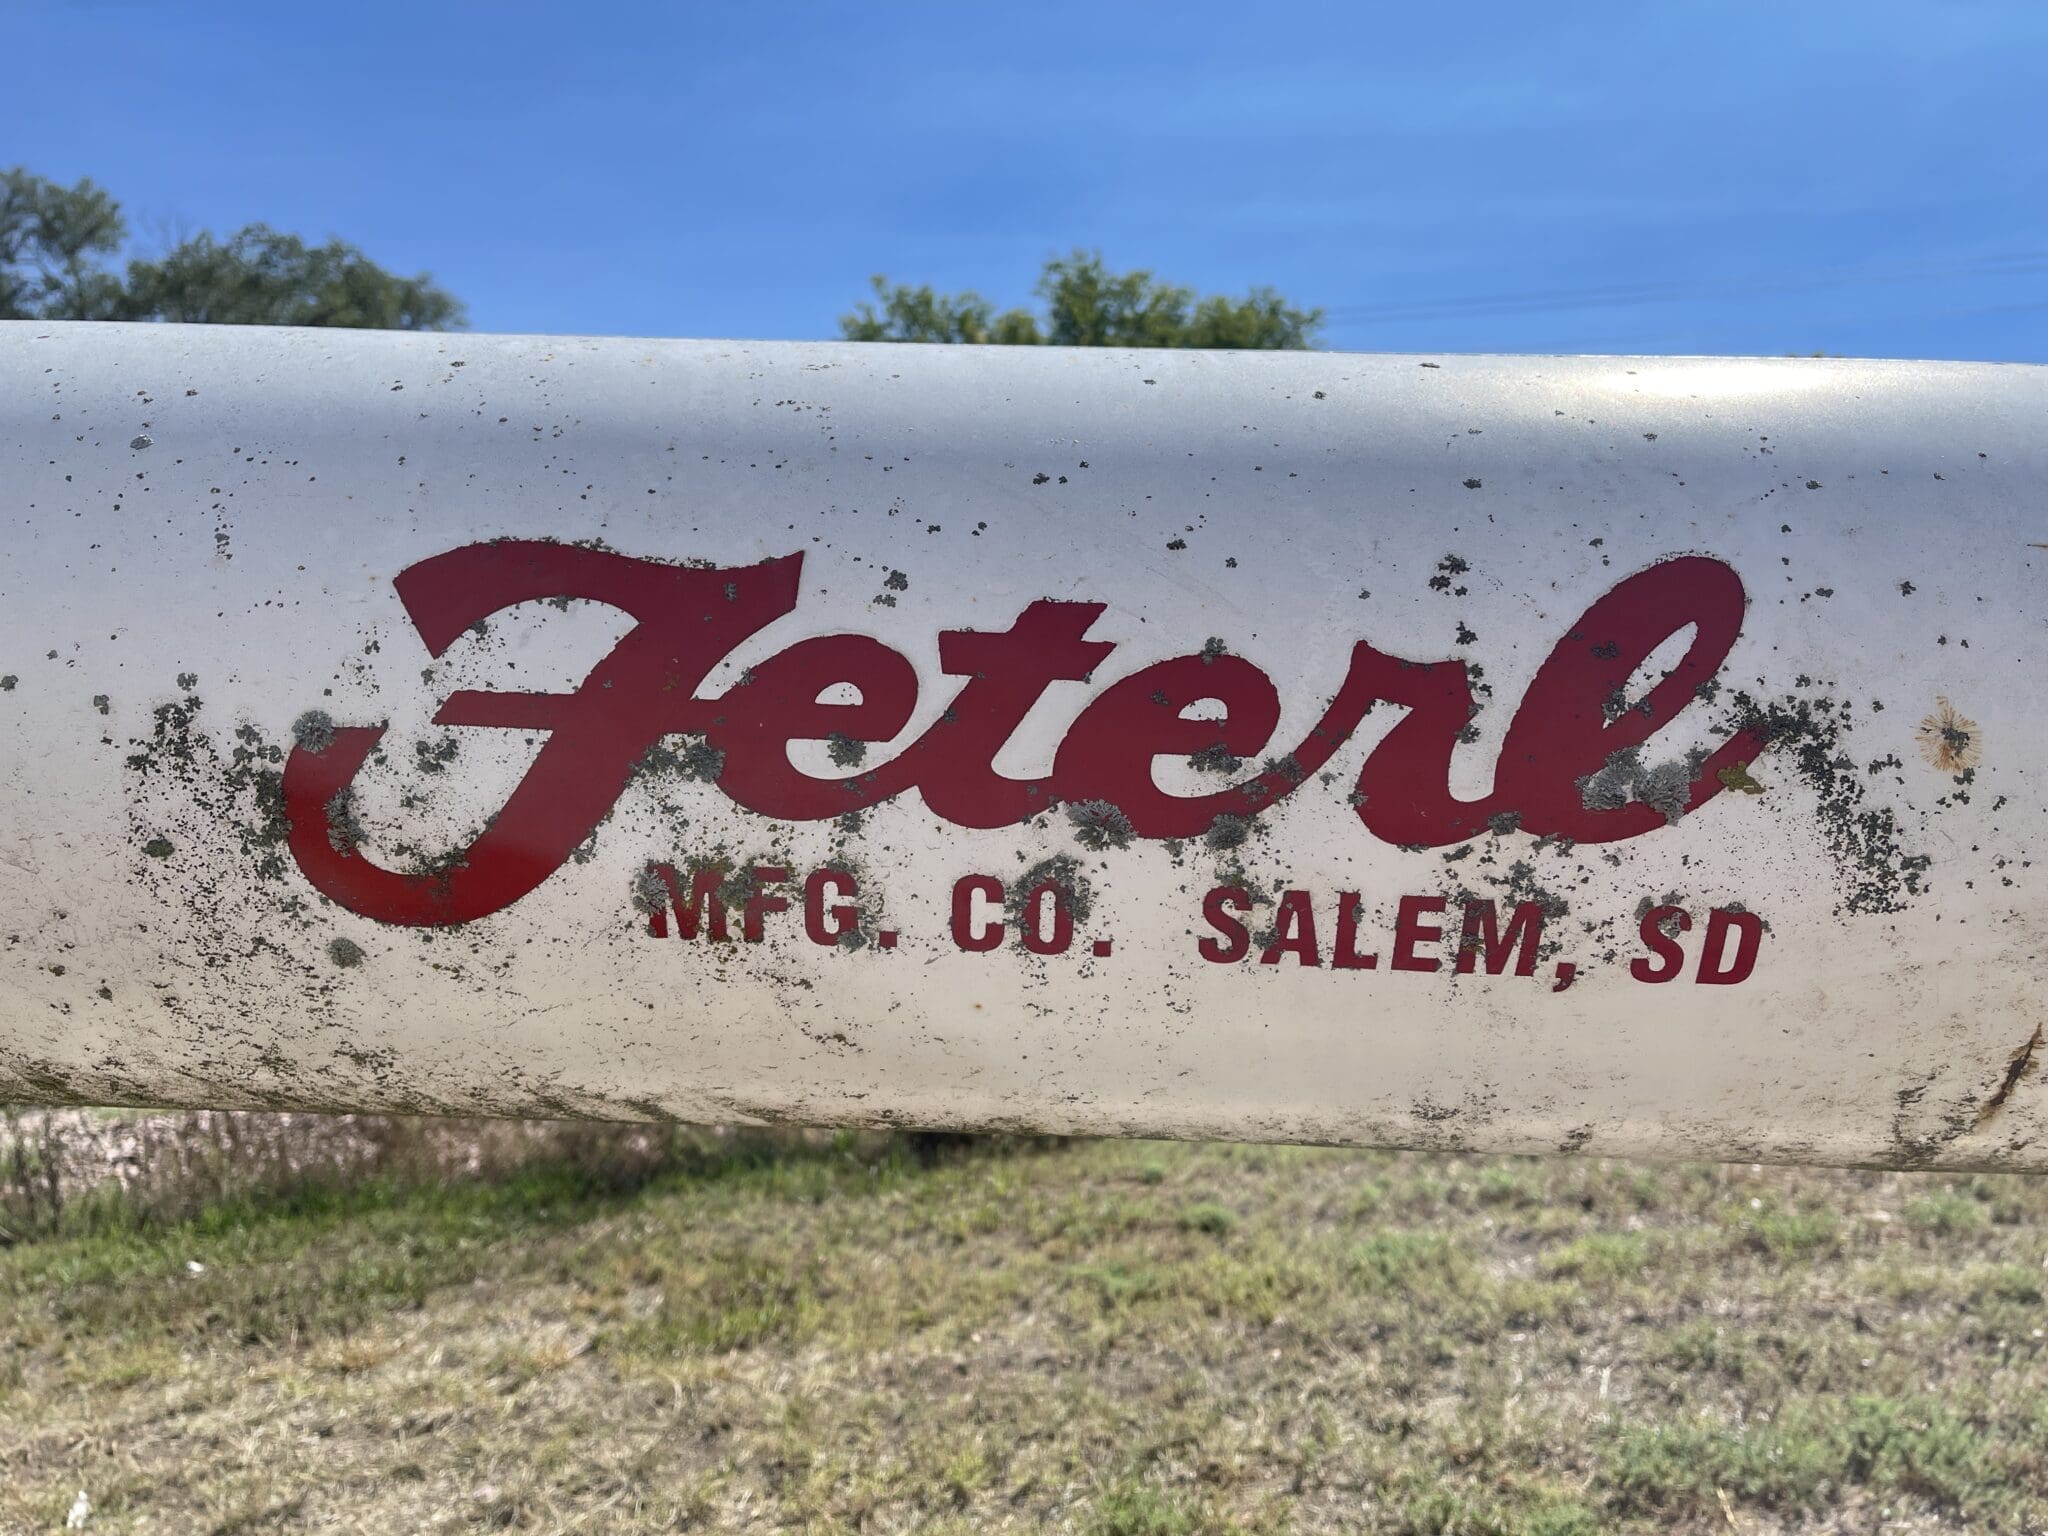 Feterl
MFG. CO. SALEM, SD